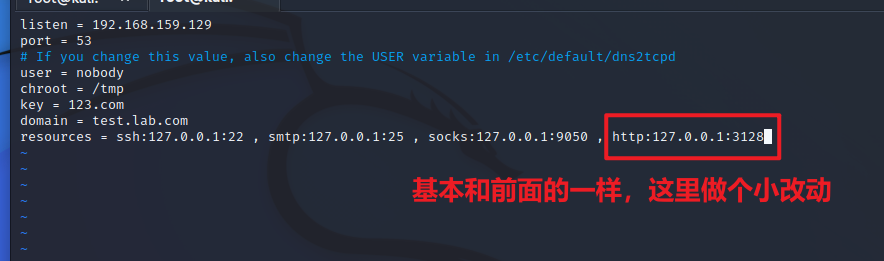 root@kali:
root@kali:
listen = 192.168.159.129
port = 53
# If you change this value, also change the USER variable in /etc/default/dns2tcpd
user = nobody
chroot = /tmp
key = 123.com
domain = test.lab.com
resources = ssh:127.0.0.1:22 , smtp:127.0.0.1:25 , socks:127.0.0.1:9050 , http:127.0.0.1:3128
~
~
~
~
~
~
~
基本和前面的一样，这里做个小改动